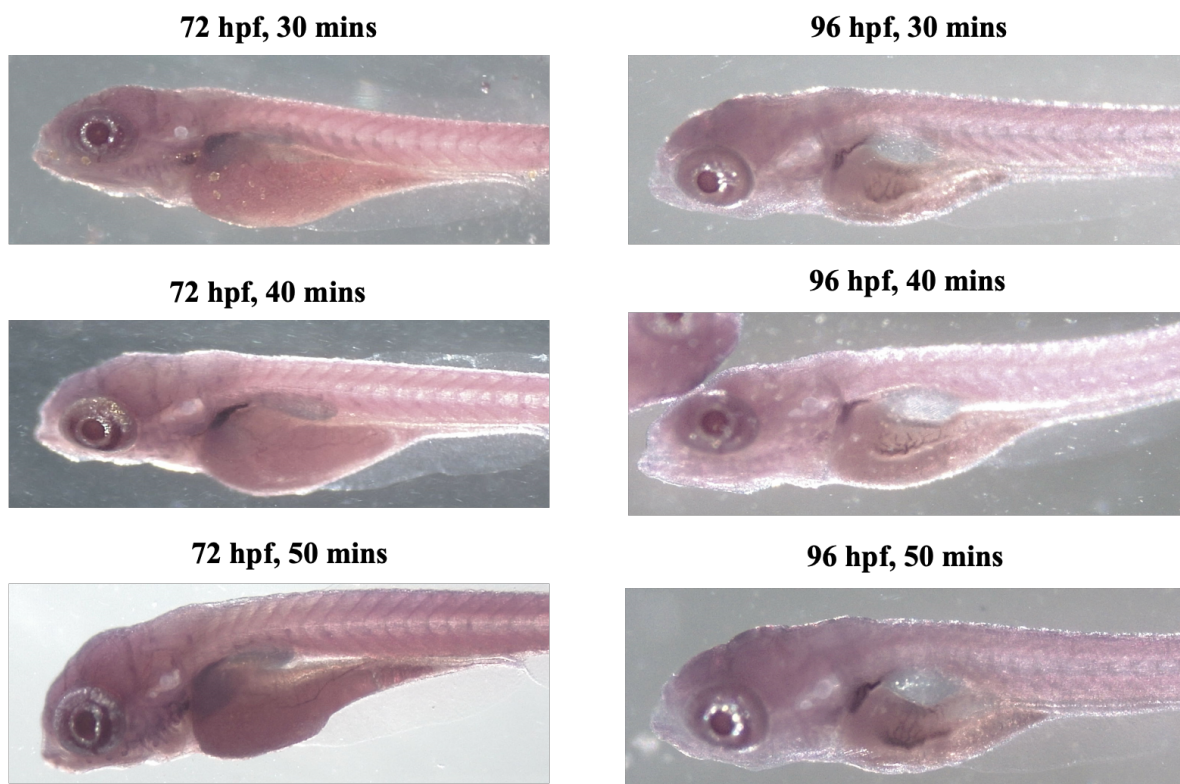 72 hpf, 30 mins
96 hpf, 30 mins
72 hpf, 40 mins
96 hpf, 40 mins
72 hpf, 50 mins
96 hpf, 50 mins